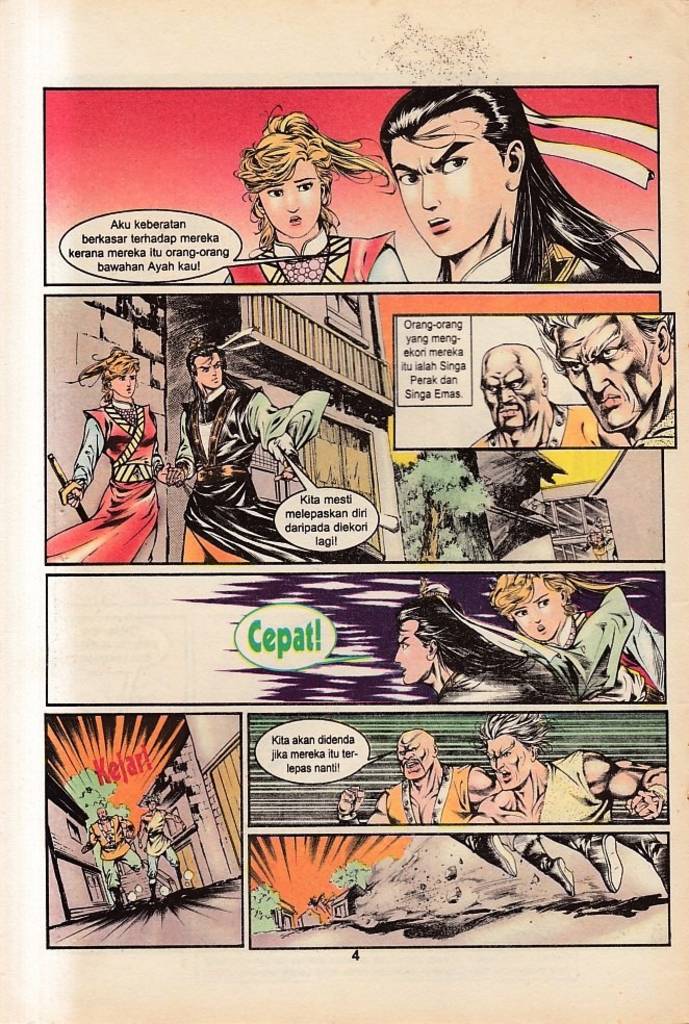 Aku keberatan
berkasar terhadap mereka
kerana mereka itu orang-orang
bawahan Ayah kau!
Orang-orang
yang meng-
ekori mereka
itu ialah Singa
Perak dan
Singa Emas.
Kita mesti
melepaskan diri
daripada diekori
lagi!
Cepat!
Kejar!
Kita akan didenda
jika mereka itu ter-
lepas nanti!
4